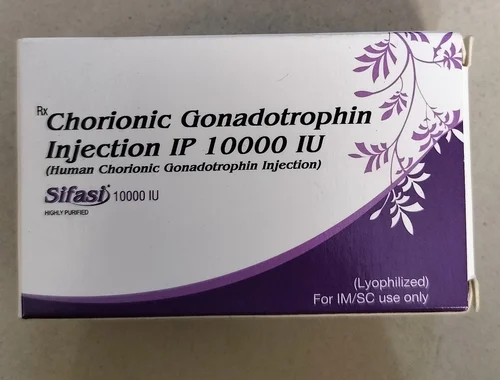 Rx
Chorionic Gonadotrophin
Injection IP 10000 IU
(Human Chorionic Gonadotrophin Injection)
Sifasi 10000 IU
HIGHLY PURIFIED
(Lyophilized)
For IM/SC use only